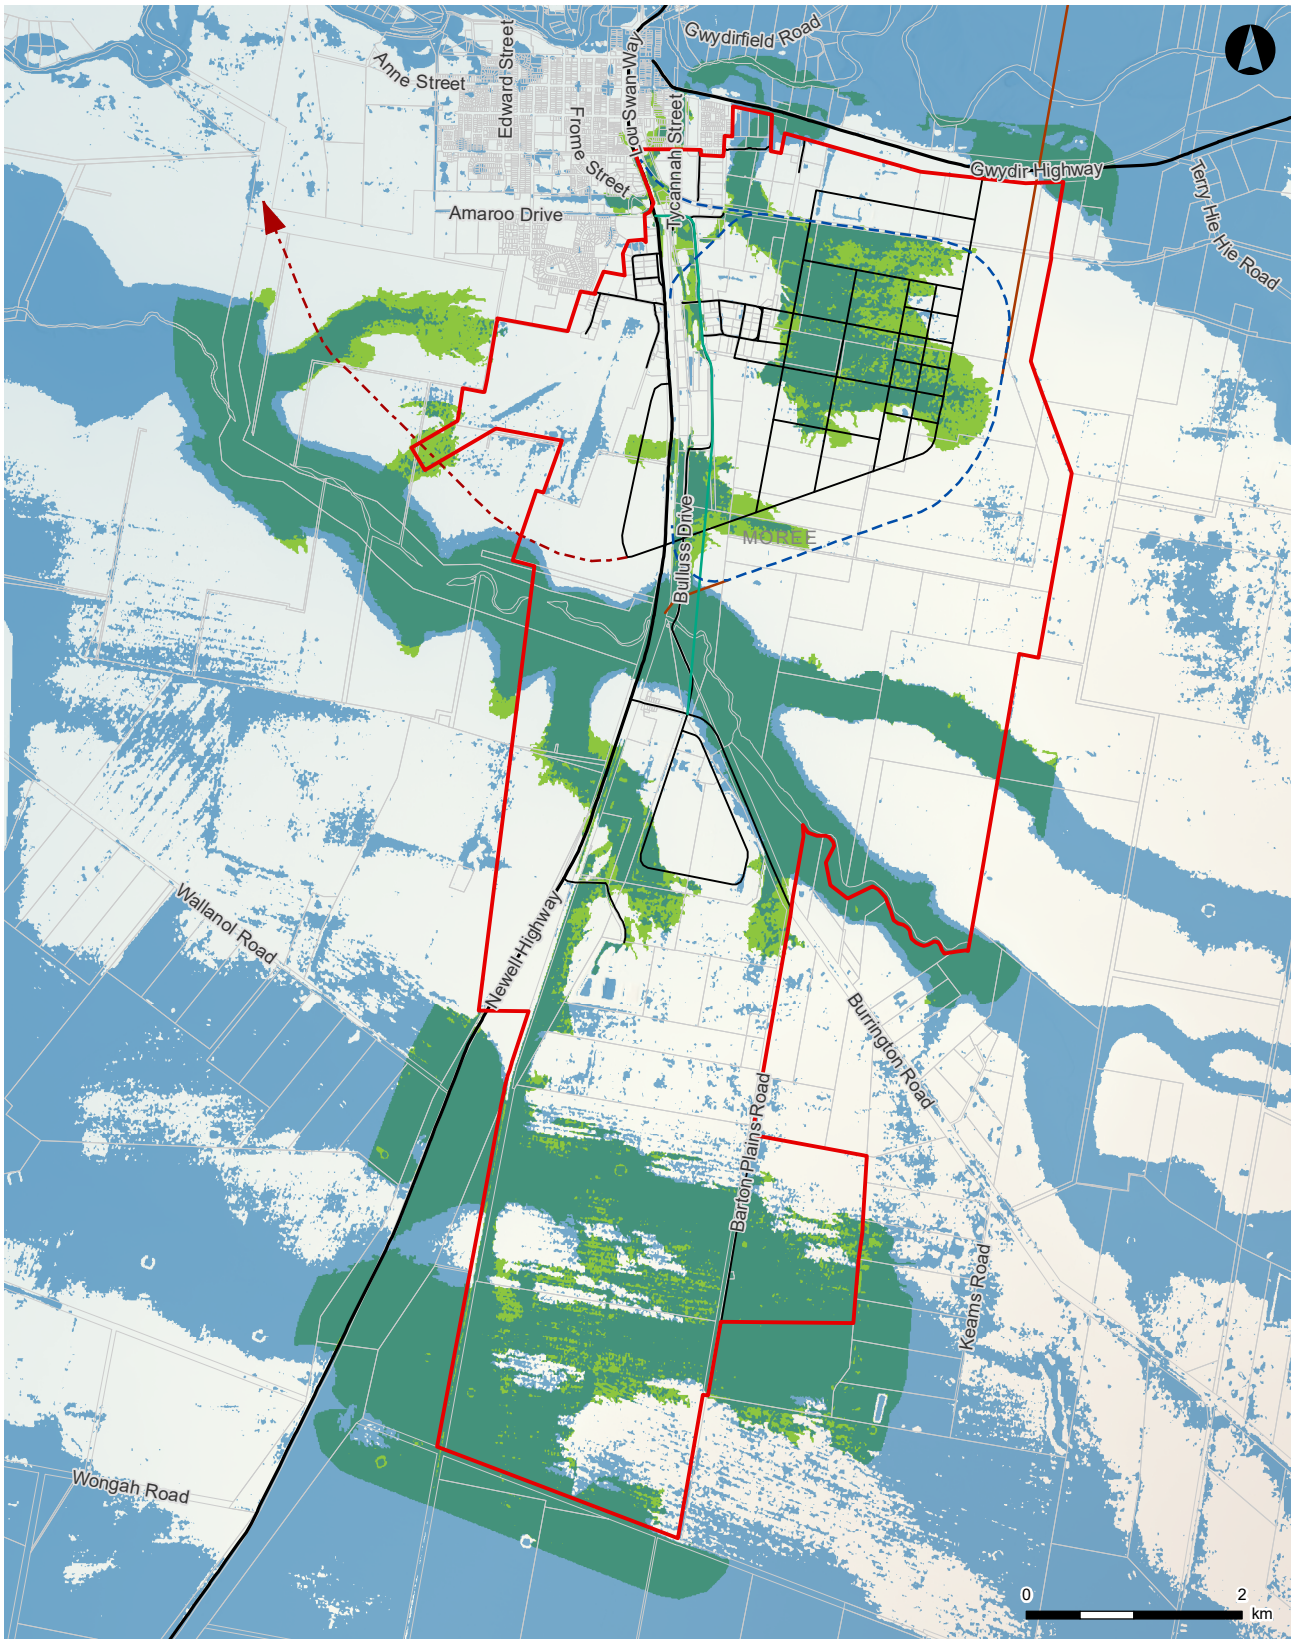 Gwydirfield Road
Anne Street
Edward Street
Frome Street
Lou Swan Way
Tycannah Street
Gwydir Highway
Terry Hie Hie Road
Amaroo Drive
Bulluss Drive
MOREE
Wallanol Road
Newell Highway
Burrington Road
Barton Plains Road
Keams Road
Wongah Road
0 2
km